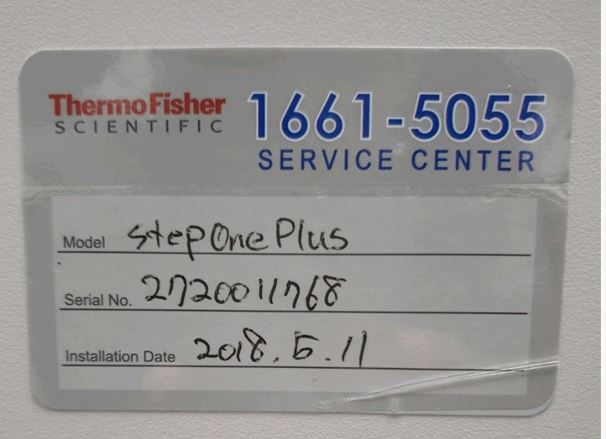 ThermoFisher
SCIENTIFIC
1661-5055
SERVICE CENTER
Model StepOnePlus
Serial No. 2720011768
Installation Date 2018.5.11